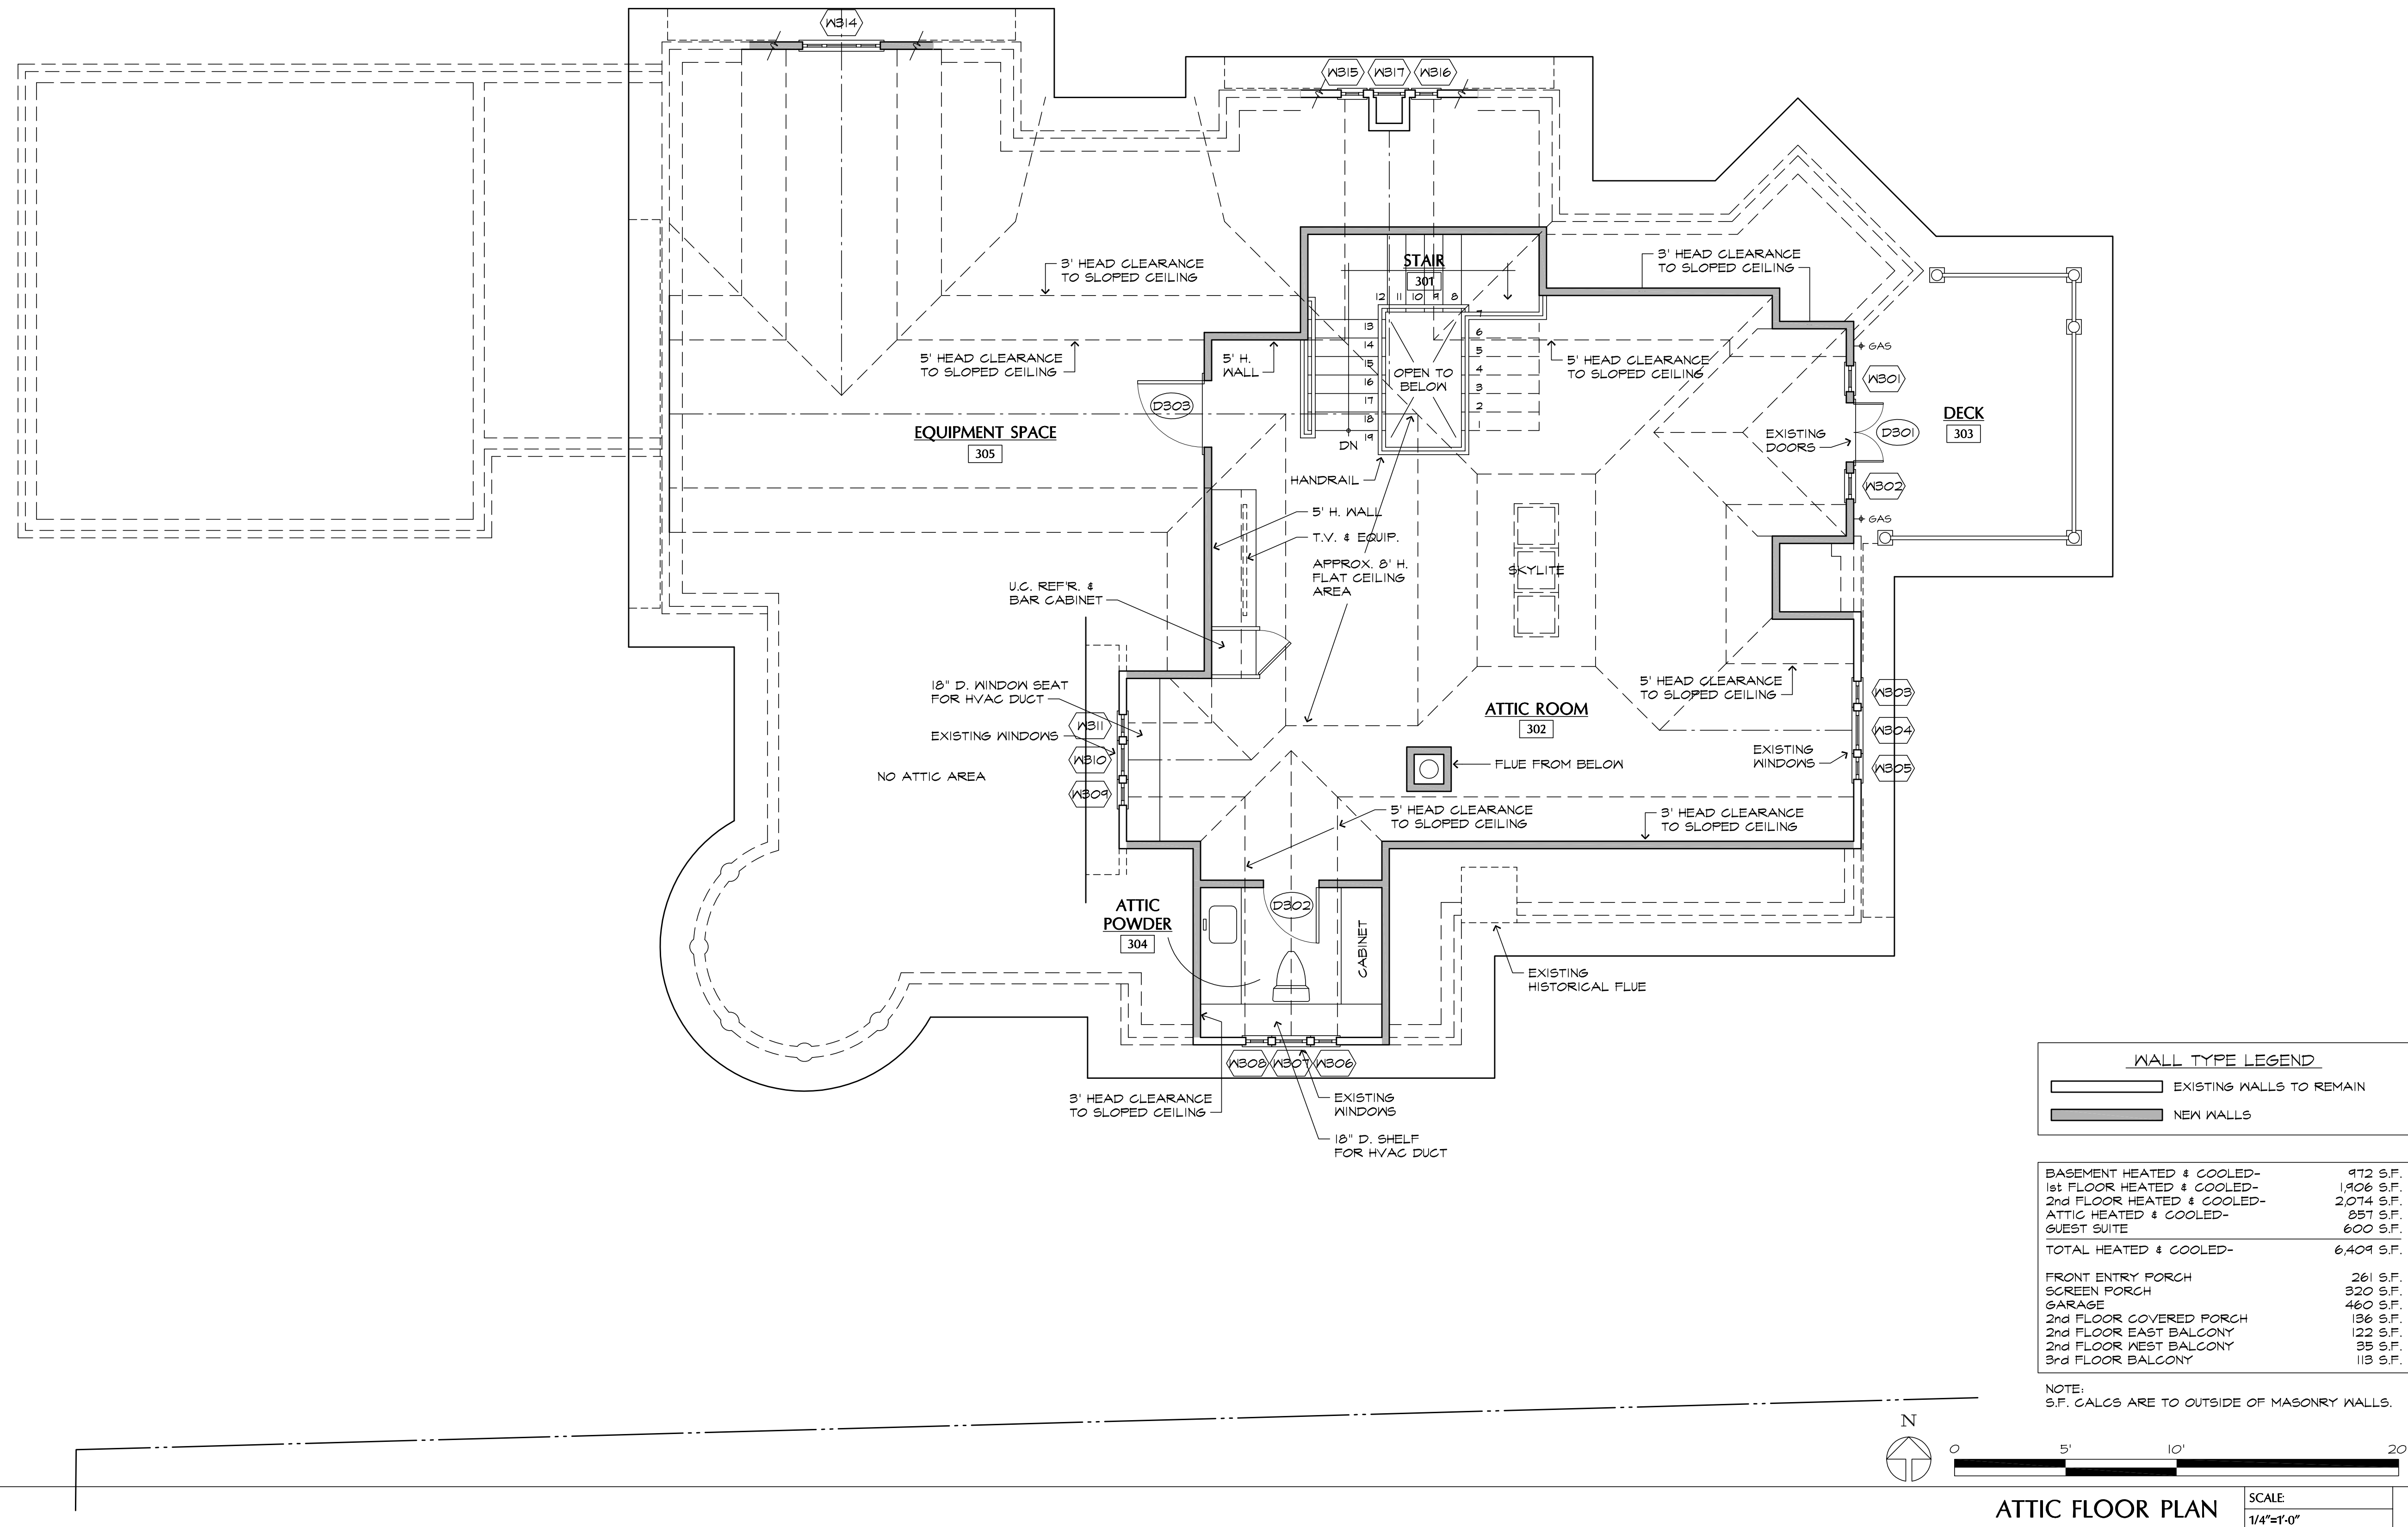 W314
W315
W317
W316
3' HEAD CLEARANCE
TO SLOPED CEILING
STAIR
301
3' HEAD CLEARANCE
TO SLOPED CEILING
12 11 10 9 8
7
6
5
4
3
2
1
13
14
15
16
17
18
19
5' HEAD CLEARANCE
TO SLOPED CEILING
5' H.
WALL
OPEN TO
BELOW
5' HEAD CLEARANCE
TO SLOPED CEILING
GAS
W301
D303
DECK
303
D301
EXISTING
DOORS
EQUIPMENT SPACE
305
DN
HANDRAIL
W302
GAS
5' H. WALL
T.V. & EQUIP.
APPROX. 8' H.
FLAT CEILING
AREA
SKYLITE
U.C. REF'R. &
BAR CABINET
18" D. WINDOW SEAT
FOR HVAC DUCT
5' HEAD CLEARANCE
TO SLOPED CEILING
W303
W304
W305
ATTIC ROOM
302
W311
W310
W309
EXISTING WINDOWS
EXISTING
WINDOWS
NO ATTIC AREA
FLUE FROM BELOW
5' HEAD CLEARANCE
TO SLOPED CEILING
3' HEAD CLEARANCE
TO SLOPED CEILING
ATTIC
POWDER
304
D302
CABINET
EXISTING
HISTORICAL FLUE
W308
W307
W306
3' HEAD CLEARANCE
TO SLOPED CEILING
EXISTING
WINDOWS
18" D. SHELF
FOR HVAC DUCT
WALL TYPE LEGEND
EXISTING WALLS TO REMAIN
NEW WALLS
BASEMENT HEATED & COOLED- 972 S.F.
1st FLOOR HEATED & COOLED- 1,906 S.F.
2nd FLOOR HEATED & COOLED- 2,074 S.F.
ATTIC HEATED & COOLED- 857 S.F.
GUEST SUITE 600 S.F.
TOTAL HEATED & COOLED- 6,409 S.F.
FRONT ENTRY PORCH 261 S.F.
SCREEN PORCH 320 S.F.
GARAGE 460 S.F.
2nd FLOOR COVERED PORCH 136 S.F.
2nd FLOOR EAST BALCONY 122 S.F.
2nd FLOOR WEST BALCONY 35 S.F.
3rd FLOOR BALCONY 113 S.F.
NOTE:
S.F. CALCS ARE TO OUTSIDE OF MASONRY WALLS.
N
0 5' 10' 20
ATTIC FLOOR PLAN
SCALE:
1/4"=1'-0"